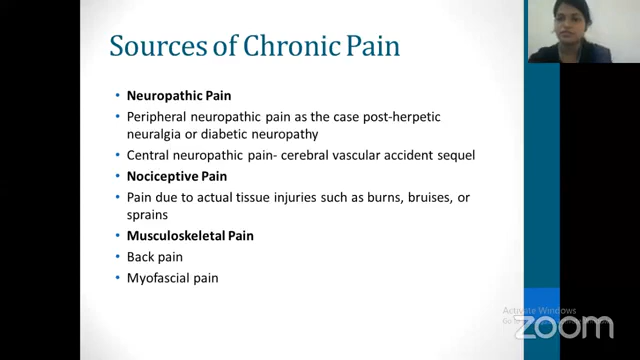 Sources of Chronic Pain
• Neuropathic Pain
• Peripheral neuropathic pain as the case post-herpetic
neuralgia or diabetic neuropathy
• Central neuropathic pain- cerebral vascular accident sequel
• Nociceptive Pain
• Pain due to actual tissue injuries such as burns, bruises, or
sprains
• Musculoskeletal Pain
• Back pain
• Myofascial pain
Activate Windows
Go to
zoom